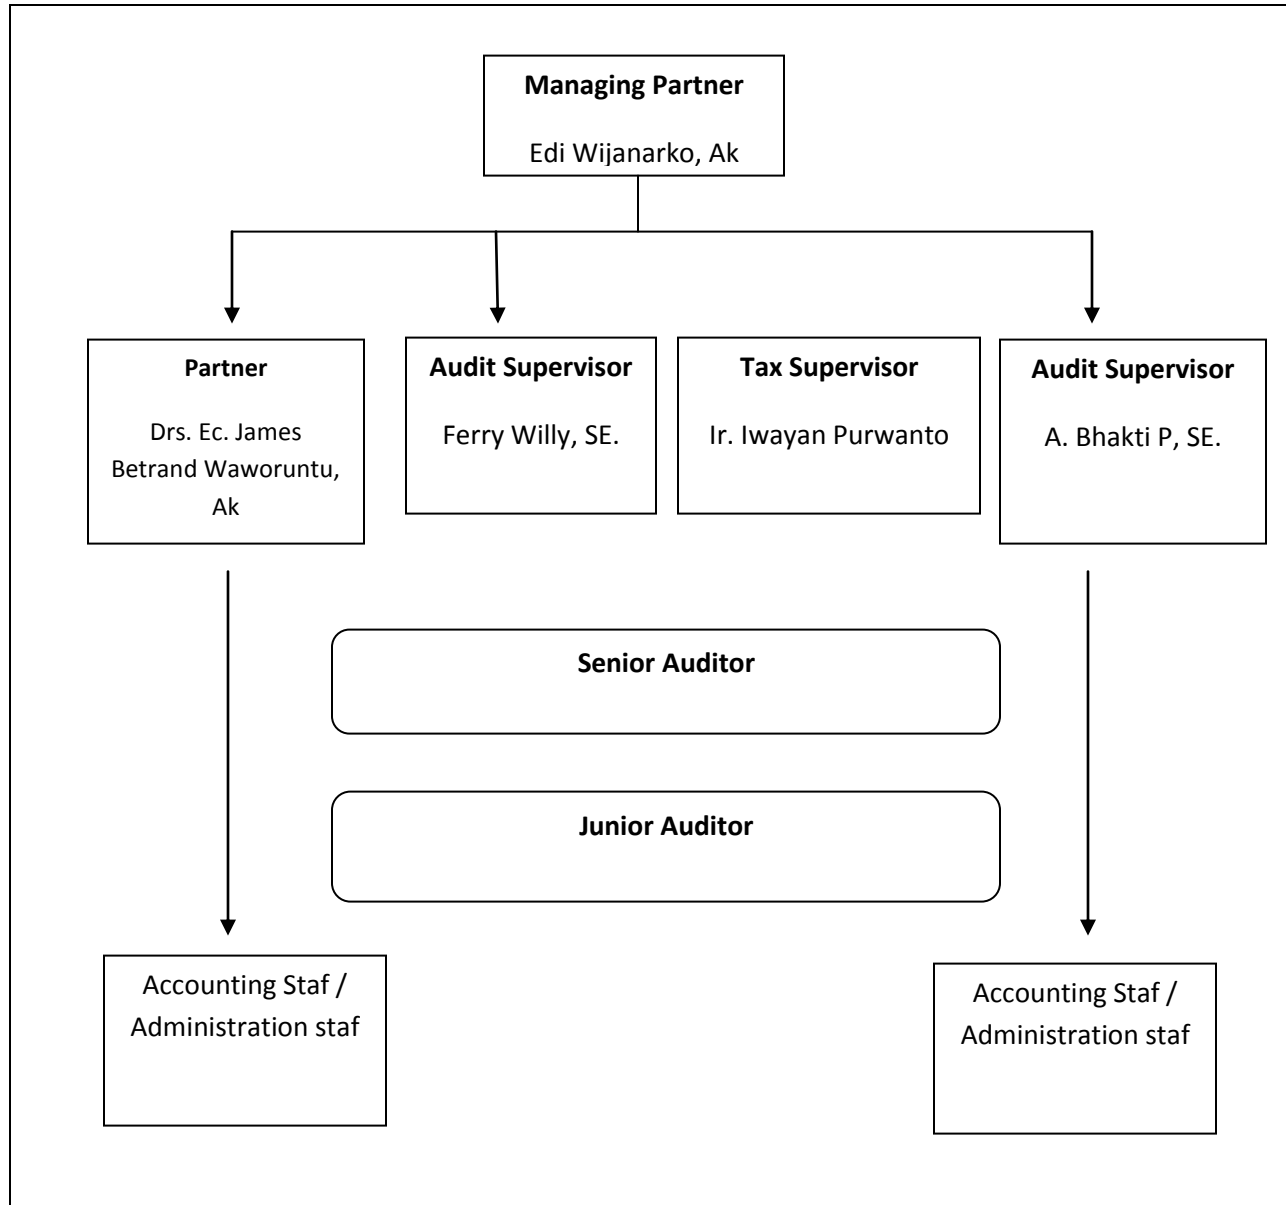 Managing Partner
Edi Wijanarko, Ak
Partner
Drs. Ec. James
Betrand Waworuntu,
Ak
Audit Supervisor
Ferry Willy, SE.
Tax Supervisor
Ir. Iwayan Purwanto
Audit Supervisor
A. Bhakti P, SE.
Senior Auditor
Junior Auditor
Accounting Staf /
Administration staf
Accounting Staf /
Administration staf